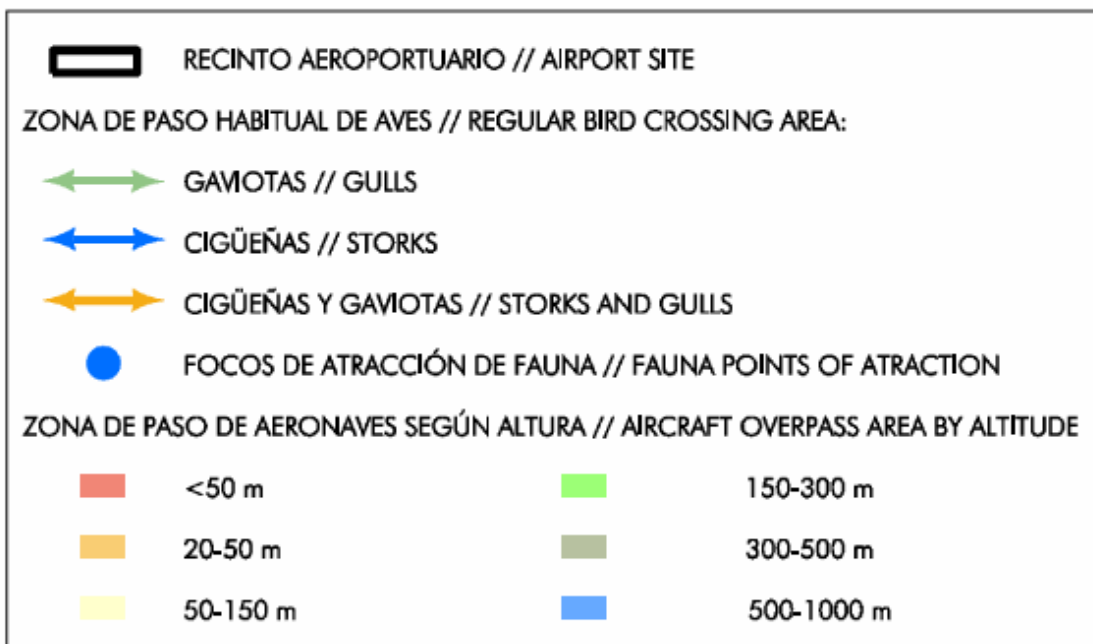 RECINTO AEROPORTUARIO // AIRPORT SITE
ZONA DE PASO HABITUAL DE AVES // REGULAR BIRD CROSSING AREA:
GAVIOTAS // GULLS
CIGÜEÑAS // STORKS
CIGÜEÑAS Y GAVIOTAS // STORKS AND GULLS
FOCOS DE ATRACCIÓN DE FAUNA // FAUNA POINTS OF ATRACTION
ZONA DE PASO DE AERONAVES SEGÚN ALTURA // AIRCRAFT OVERPASS AREA BY ALTITUDE
<50 m 150-300 m
20-50 m 300-500 m
50-150 m 500-1000 m